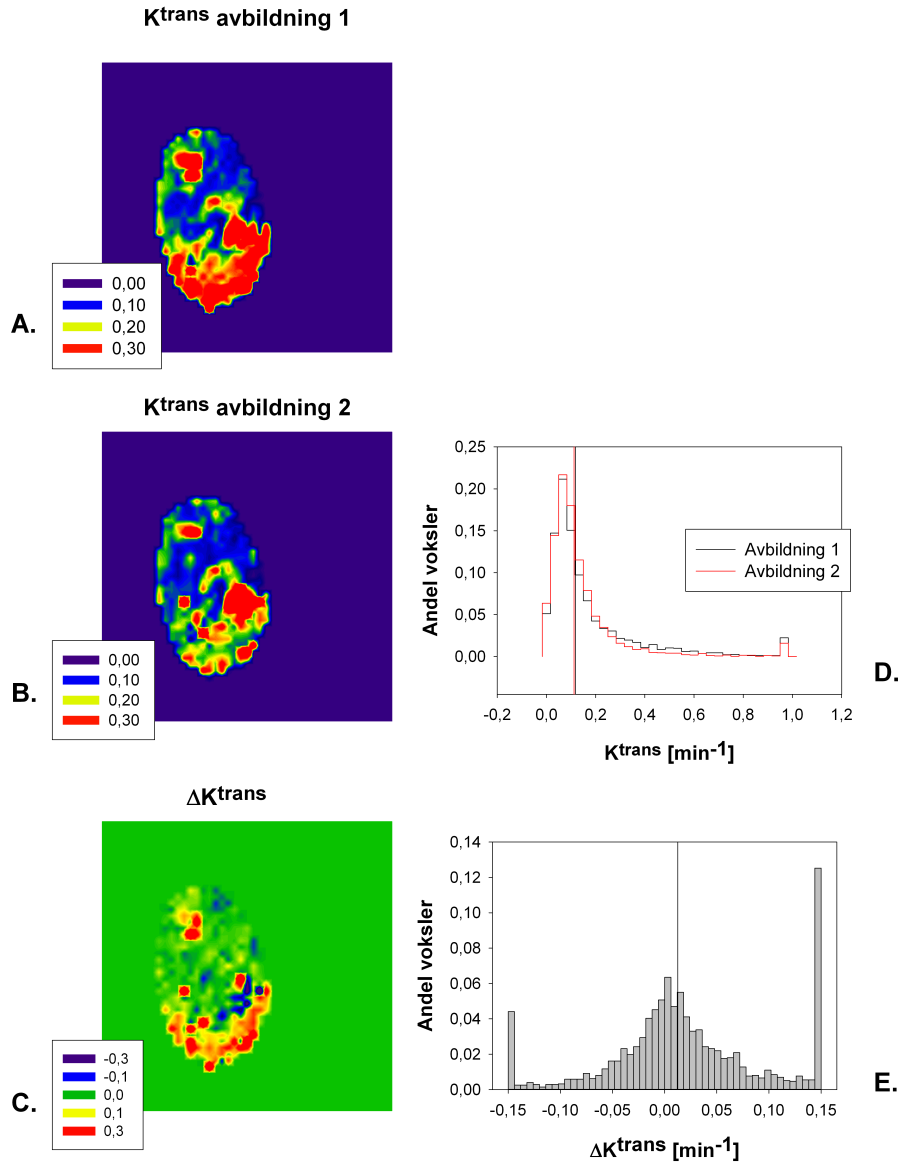 Ktrans avbildning 1
0,00
0,10
0,20
0,30
A.
Ktrans avbildning 2
0,00
0,10
0,20
0,30
B.
0,25
0,20
0,15
0,10
0,05
0,00
Andel voksler
Avbildning 1
Avbildning 2
-0,2 0,0 0,2 0,4 0,6 0,8 1,0 1,2
Ktrans [min-1]
D.
ΔKtrans
-0,3
-0,1
0,0
0,1
0,3
C.
0,14
0,12
0,10
0,08
0,06
0,04
0,02
0,00
Andel voksler
-0,15 -0,10 -0,05 0,00 0,05 0,10 0,15
ΔKtrans [min-1]
E.